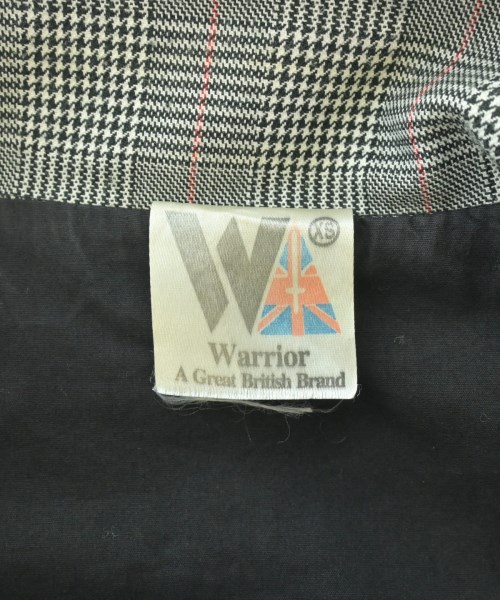 W
XS
Warrior
A Great British Brand